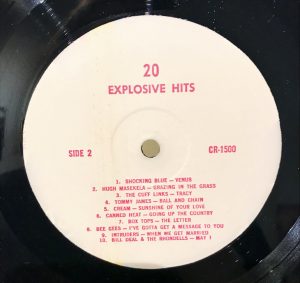 20
EXPLOSIVE HITS
SIDE 2
CR-1500
1. SHOCKING BLUE — VENUS
2. HUGH MASEKELA — GRAZING IN THE GRASS
3. THE CUFF LINKS — TRACY
4. TOMMY JAMES — BALL AND CHAIN
5. CREAM — SUNSHINE OF YOUR LOVE
6. CANNED HEAT — GOING UP THE COUNTRY
7. BOX TOPS — THE LETTER
8. BEE GEES — I'VE GOTTA GET A MESSAGE TO YOU
9. INTRUDERS — WHEN WE GET MARRIED
10. BILL DEAL & THE RHONDELLS — MAY I